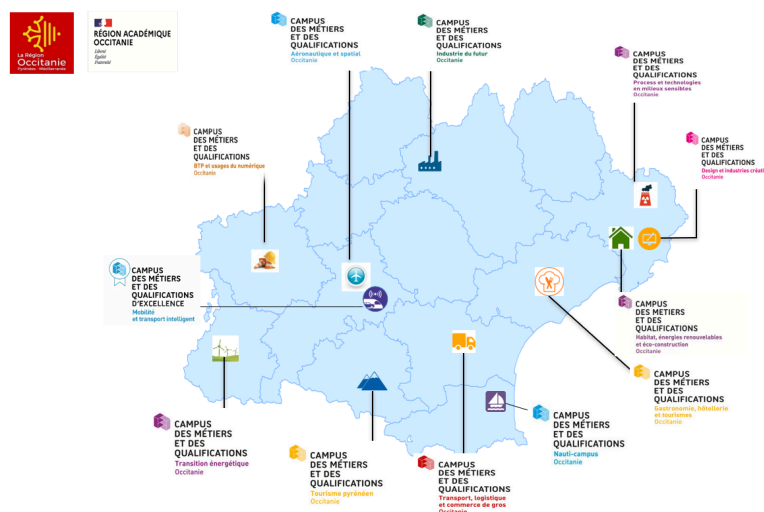 La Région
Occitanie
Pyrénées - Méditerranée
RÉGION ACADÉMIQUE
OCCITANIE
Liberté
Égalité
Fraternité
CAMPUS
DES MÉTIERS
ET DES
QUALIFICATIONS
Aéronautique et spatial
Occitanie
CAMPUS
DES MÉTIERS
ET DES
QUALIFICATIONS
Industrie du futur
Occitanie
CAMPUS
DES MÉTIERS
ET DES
QUALIFICATIONS
Process et technologies
en milieux sensibles
Occitanie
CAMPUS
DES MÉTIERS
ET DES
QUALIFICATIONS
BTP et usages du numérique
Occitanie
CAMPUS
DES MÉTIERS
ET DES
QUALIFICATIONS
Design et industries créati
Occitanie
CAMPUS
DES MÉTIERS
ET DES
QUALIFICATIONS
D'EXCELLENCE
Mobilité
et transport intelligent
CAMPUS
DES MÉTIERS
ET DES
QUALIFICATIONS
Habitat, énergies renouvelables
et éco-construction
Occitanie
CAMPUS
DES MÉTIERS
ET DES
QUALIFICATIONS
Gastronomie, hôtellerie
et tourismes
Occitanie
CAMPUS
DES MÉTIERS
ET DES
QUALIFICATIONS
Transition énergétique
Occitanie
CAMPUS
DES MÉTIERS
ET DES
QUALIFICATIONS
Nauti-campus
Occitanie
CAMPUS
DES MÉTIERS
ET DES
QUALIFICATIONS
Tourisme pyrénéen
Occitanie
CAMPUS
DES MÉTIERS
ET DES
QUALIFICATIONS
Transport, logistique
et commerce de gros
Occitanie